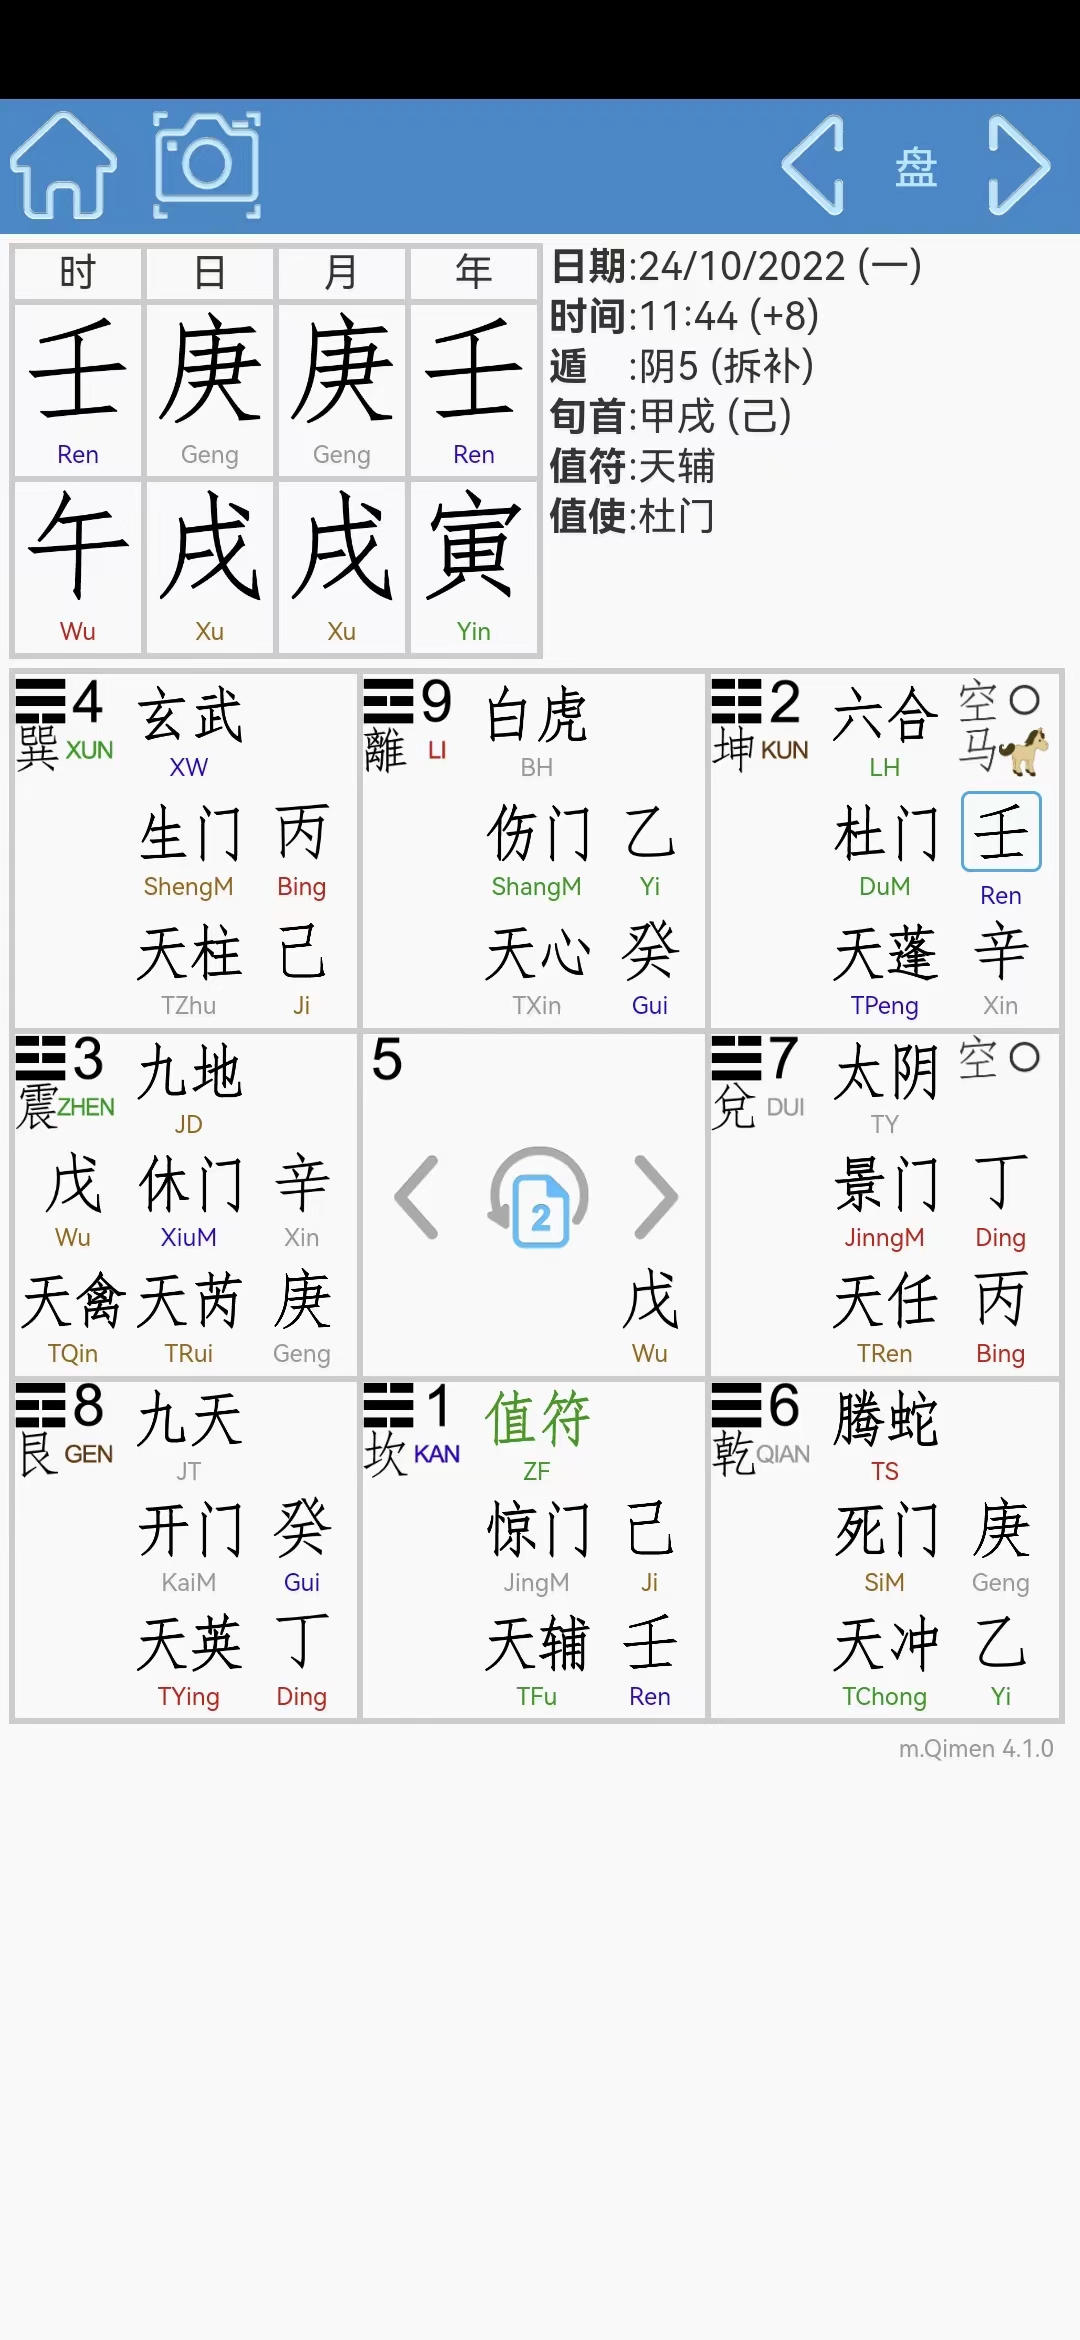 盘
时 日 月 年
壬 庚 庚 壬
Ren Geng Geng Ren
午 戌 戌 寅
Wu Xu Xu Yin
日期:24/10/2022 (一)
时间:11:44 (+8)
遁 :阴5 (拆补)
旬首:甲戌 (己)
值符:天辅
值使:杜门
4 玄武
巽 XUN
XW
生门 丙
ShengM Bing
天柱 己
TZhu Ji
9 白虎
離 LI
BH
伤门 乙
ShangM Yi
天心 癸
TXin Gui
2 六合 空
坤 KUN 马
LH
杜门 壬
DuM Ren
天蓬 辛
TPeng Xin
3 九地
震 ZHEN
JD
戊 休门 辛
Wu XiuM Xin
天禽 天芮 庚
TQin TRui Geng
5
2
戊
Wu
7 太阴 空
兌 DUI
TY
景门 丁
JinngM Ding
天任 丙
TRen Bing
8 九天
艮 GEN
JT
开门 癸
KaiM Gui
天英 丁
TYing Ding
1 值符
坎 KAN
ZF
惊门 己
JingM Ji
天辅 壬
TFu Ren
6 腾蛇
乾 QIAN
TS
死门 庚
SiM Geng
天冲 乙
TChong Yi
m.Qimen 4.1.0